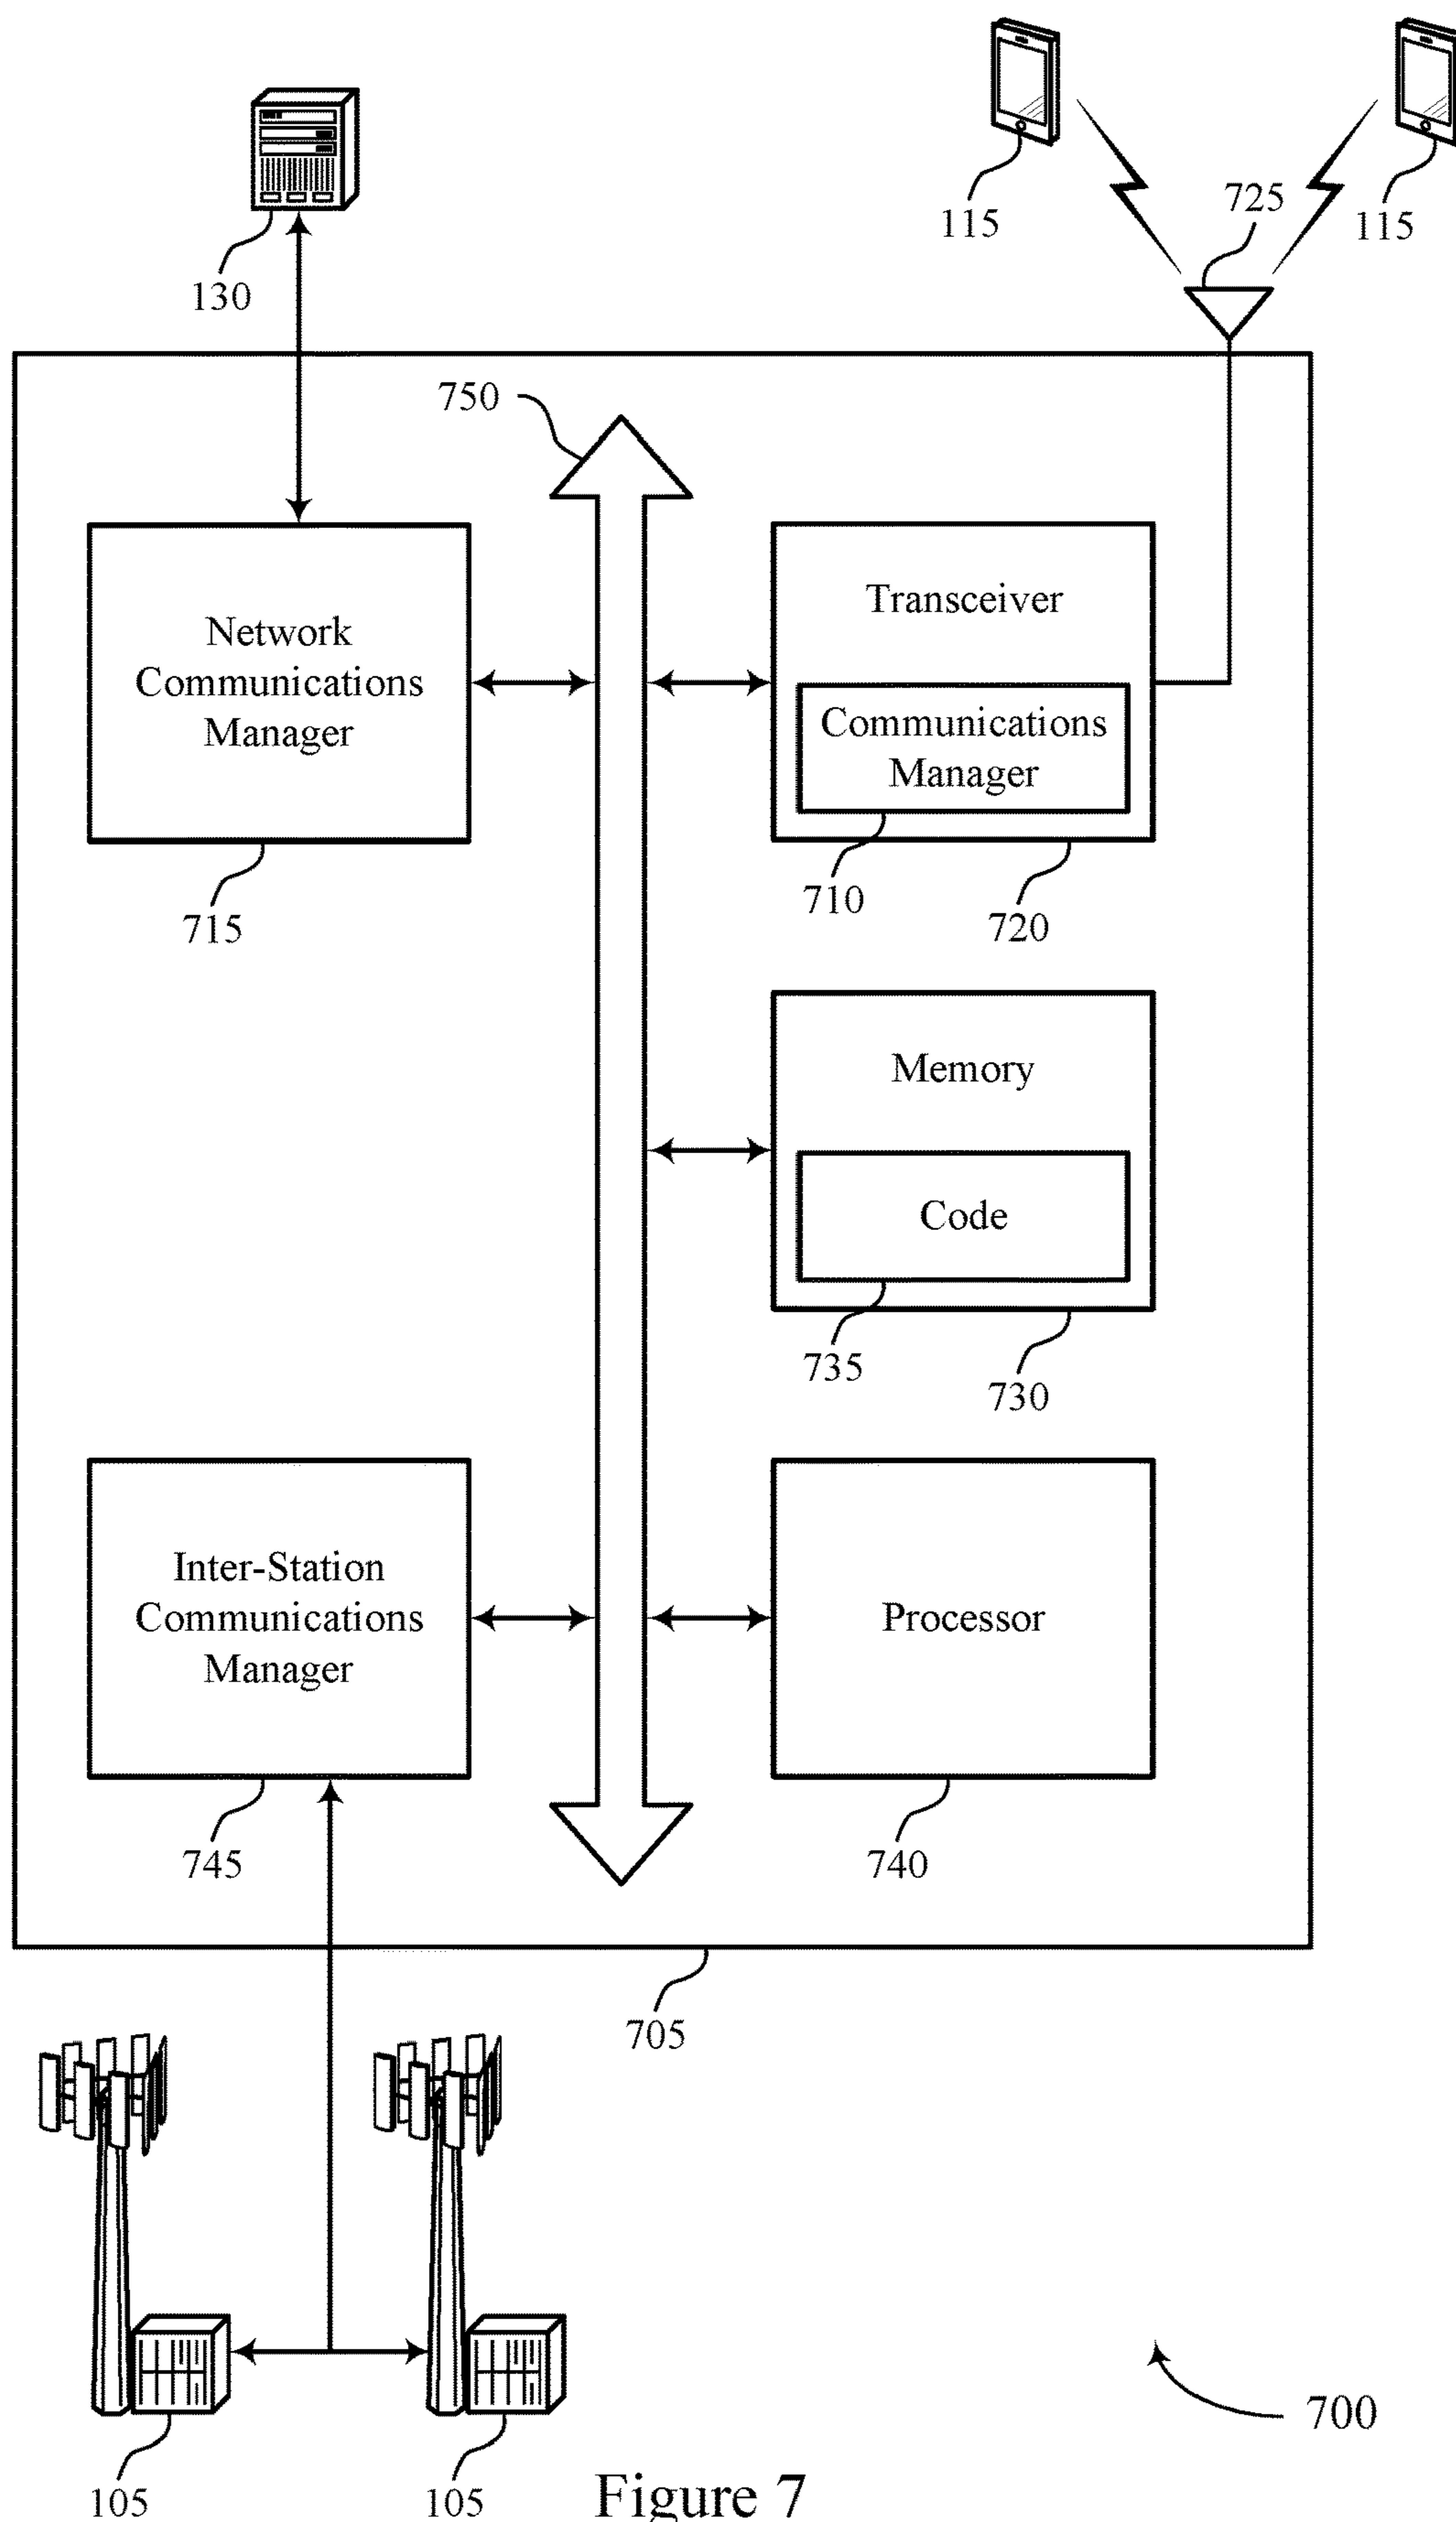 115
725
115
130
750
Transceiver
Network
Communications
Manager
Communications
Manager
710
715
720
Memory
Code
735
730
Inter-Station
Communications
Manager
Processor
745
740
705
700
105
105
Figure 7